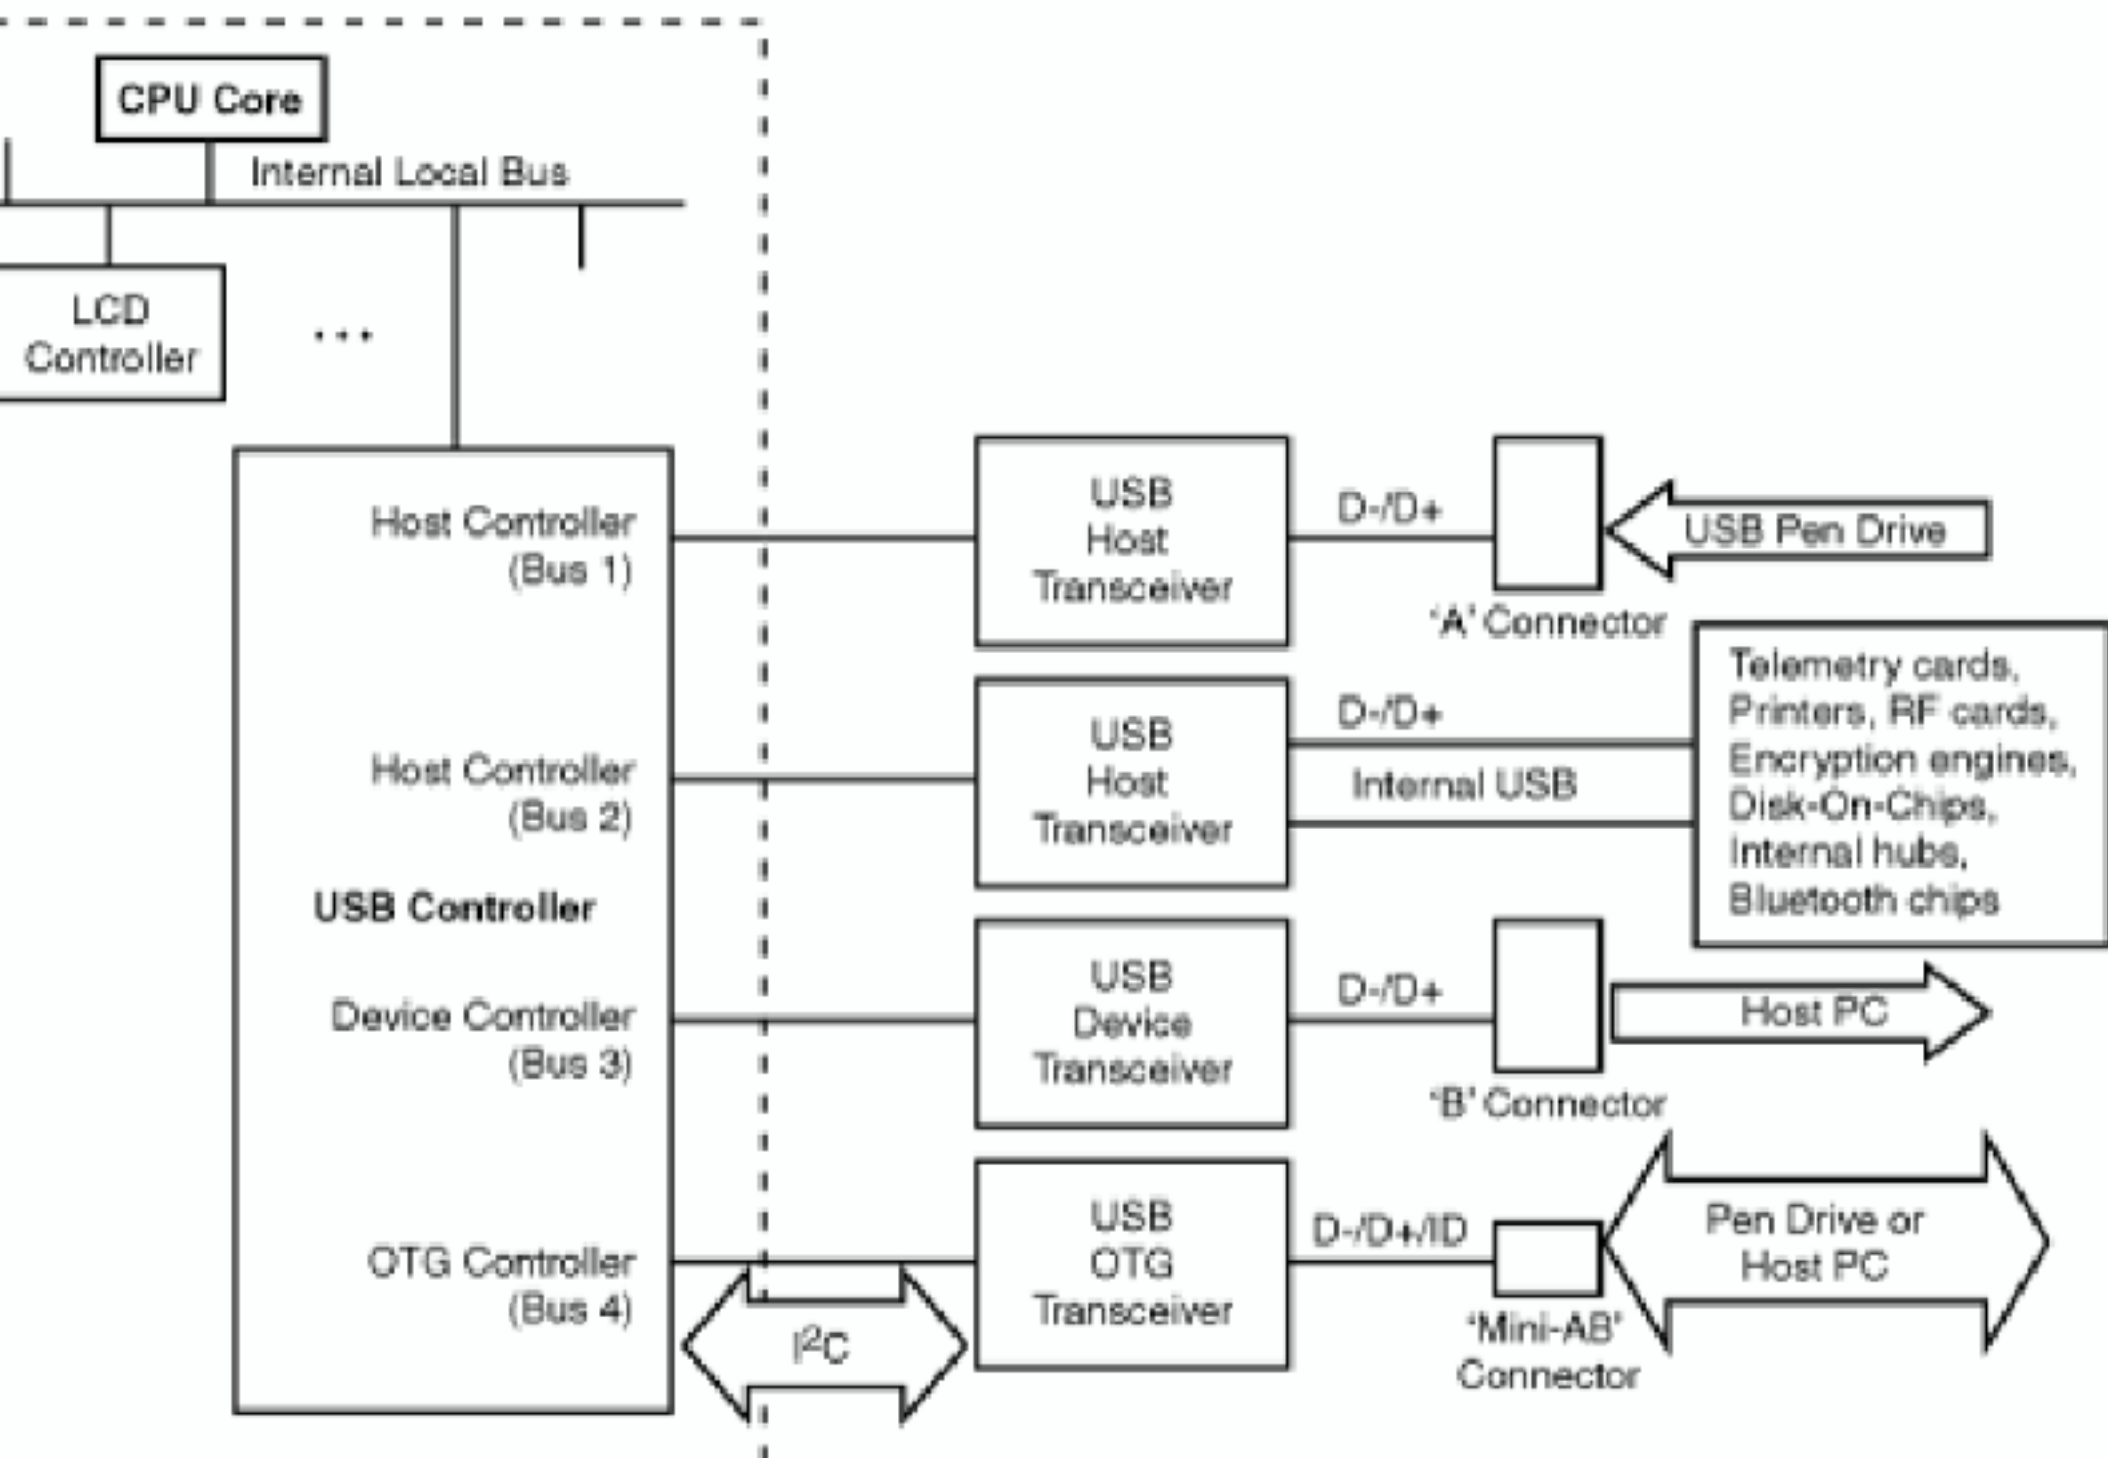 CPU Core
Internal Local Bus
LCD
Controller
...
Host Controller
(Bus 1)
USB
Host
Transceiver
D-/D+
USB Pen Drive
'A' Connector
Host Controller
(Bus 2)
USB
Host
Transceiver
D-/D+
Internal USB
Telemetry cards,
Printers, RF cards,
Encryption engines,
Disk-On-Chips,
Internal hubs,
Bluetooth chips
USB Controller
Device Controller
(Bus 3)
USB
Device
Transceiver
D-/D+
Host PC
'B' Connector
OTG Controller
(Bus 4)
I²C
USB
OTG
Transceiver
D-/D+/ID
Pen Drive or
Host PC
'Mini-AB'
Connector